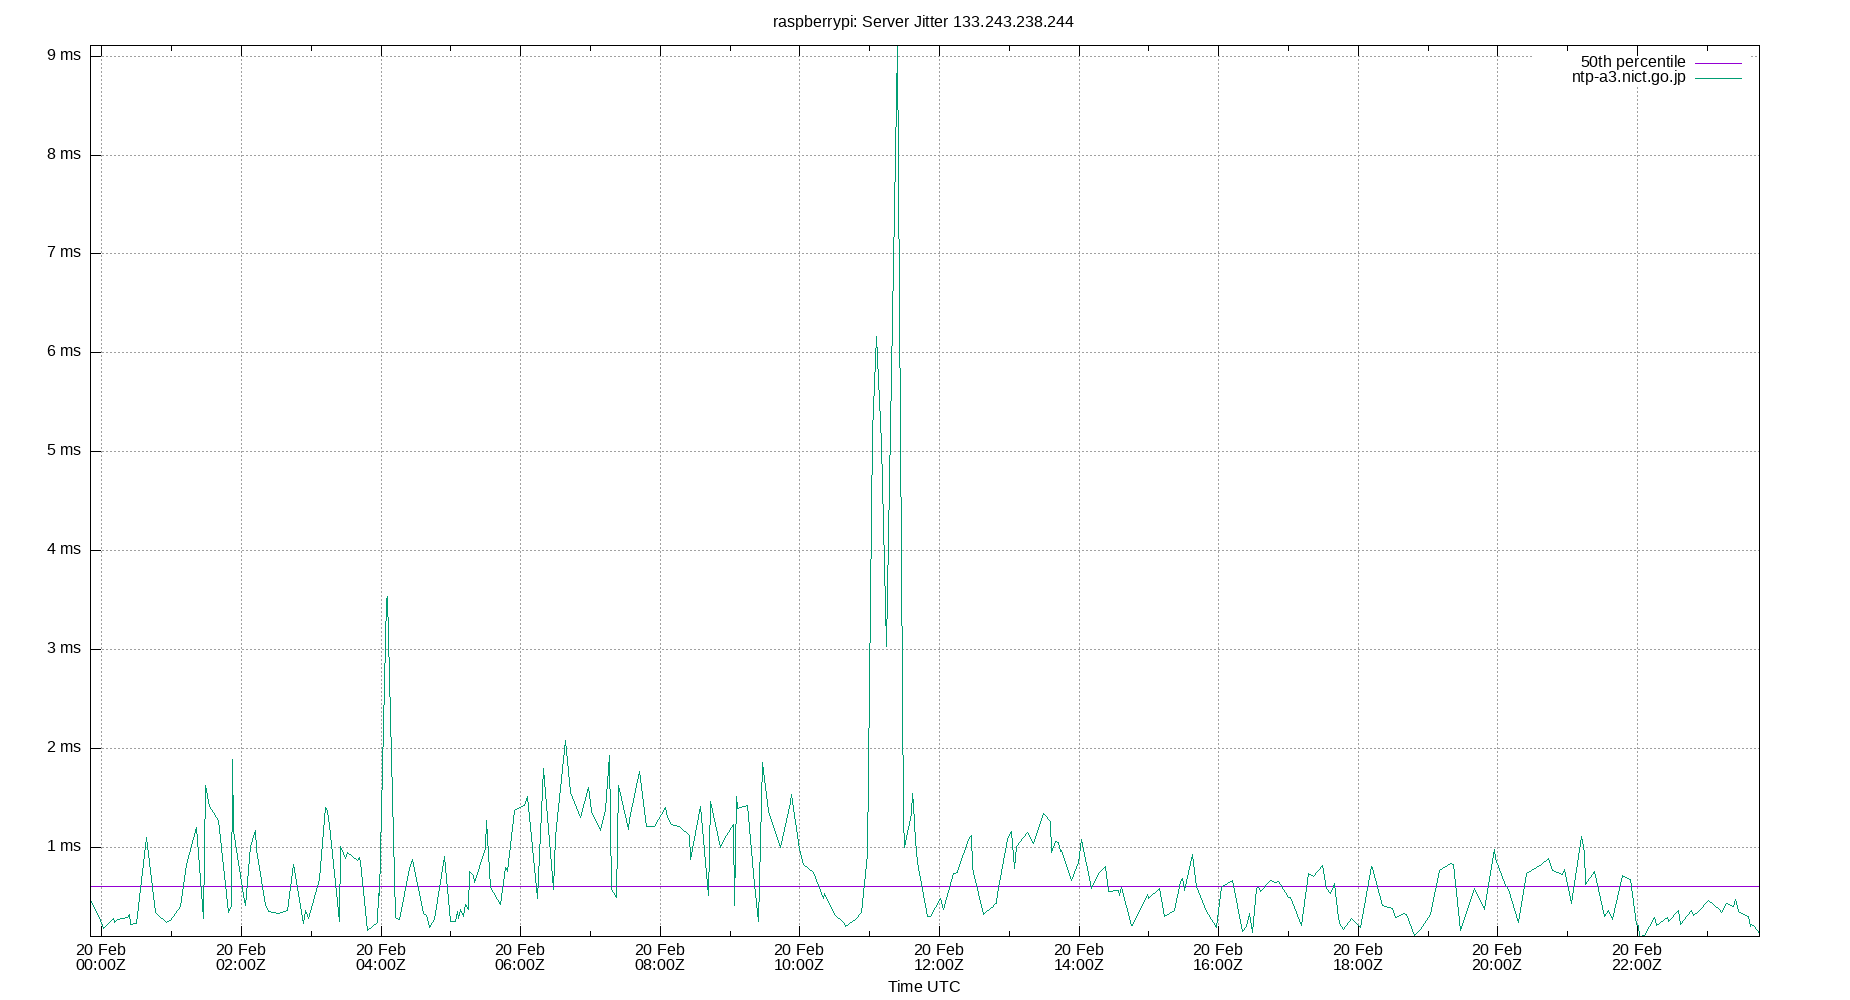 raspberrypi: Server Jitter 133.243.238.244
9 ms
8 ms
7 ms
6 ms
5 ms
4 ms
3 ms
2 ms
1 ms
50th percentile
ntp-a3.nict.go.jp
20 Feb 20 Feb 20 Feb 20 Feb 20 Feb 20 Feb 20 Feb 20 Feb 20 Feb 20 Feb 20 Feb 20 Feb
00:00Z 02:00Z 04:00Z 06:00Z 08:00Z 10:00Z 12:00Z 14:00Z 16:00Z 18:00Z 20:00Z 22:00Z
Time UTC